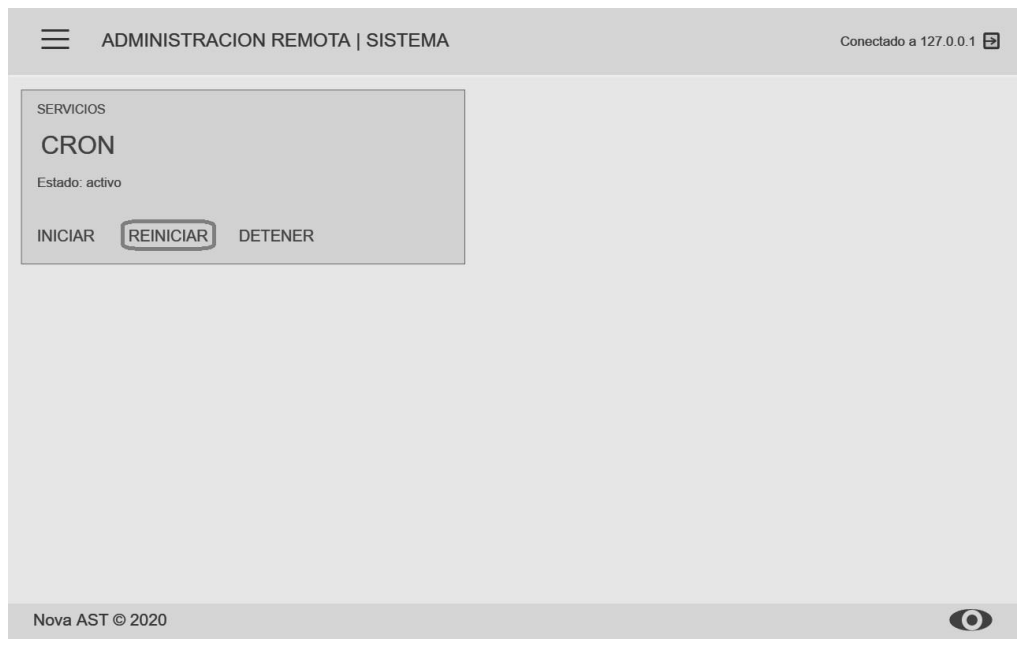 ADMINISTRACION REMOTA | SISTEMA
Conectado a 127.0.0.1
SERVICIOS
CRON
Estado: activo
INICIAR REINICIAR DETENER
Nova AST © 2020